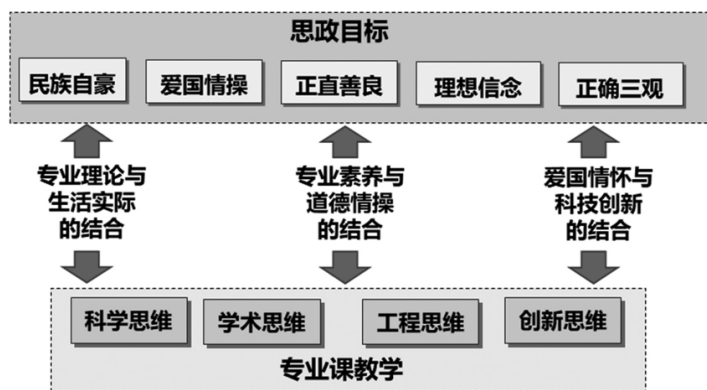 思政目标
民族自豪
爱国情操
正直善良
理想信念
正确三观
专业理论与
生活实际
的结合
专业素养与
道德情操
的结合
爱国情怀与
科技创新
的结合
科学思维
学术思维
工程思维
创新思维
专业课教学